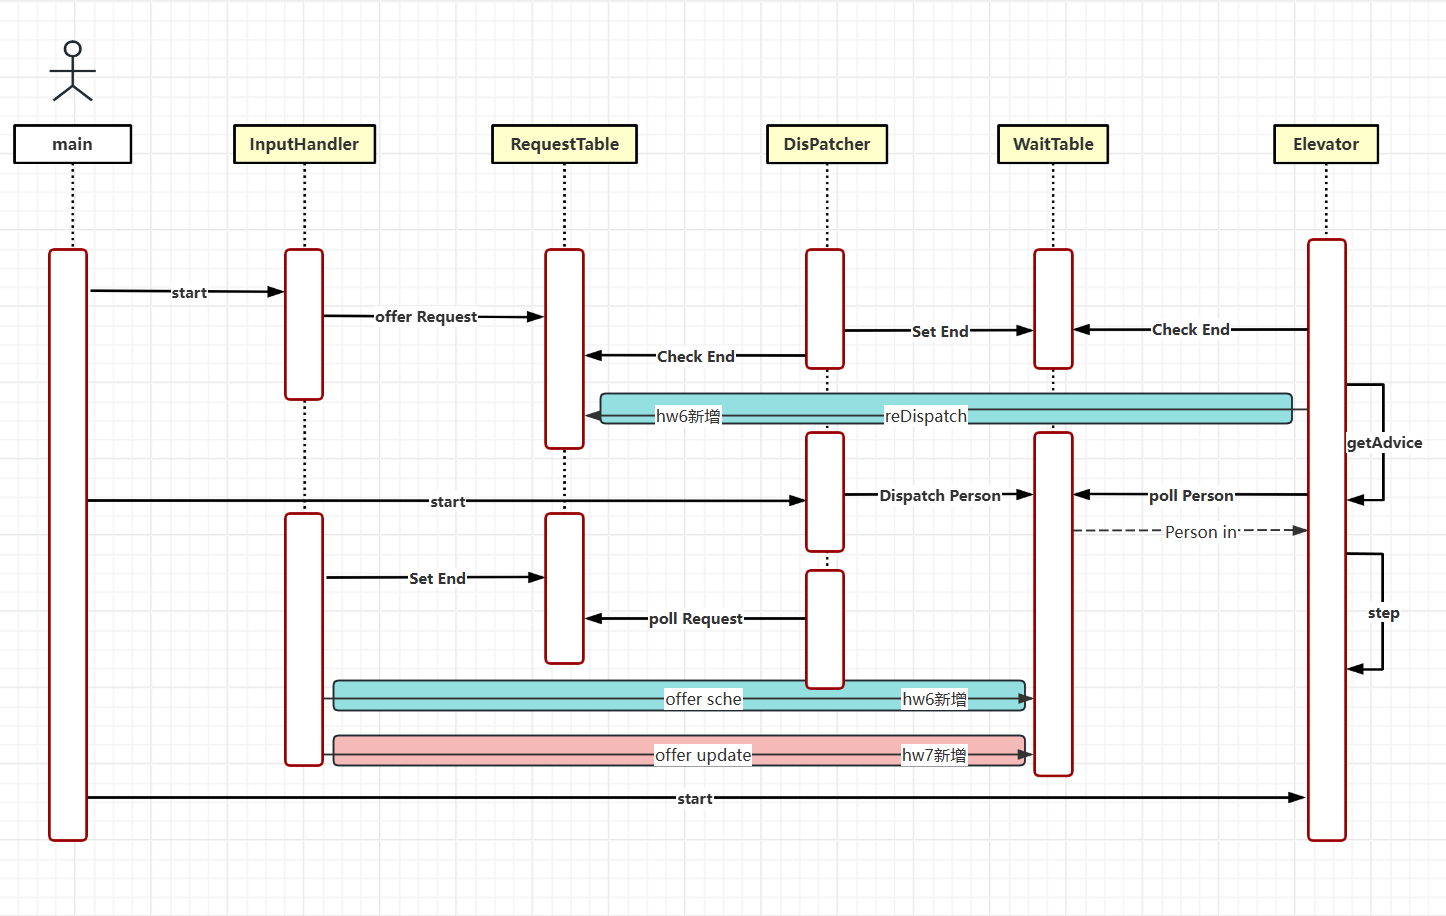 main
InputHandler
RequestTable
DisPatcher
WaitTable
Elevator
start
offer Request
Set End
Check End
Check End
hw6新增
reDispatch
getAdvice
start
Dispatch Person
poll Person
Person in
Set End
step
poll Request
offer sche
hw6新增
offer update
hw7新增
start